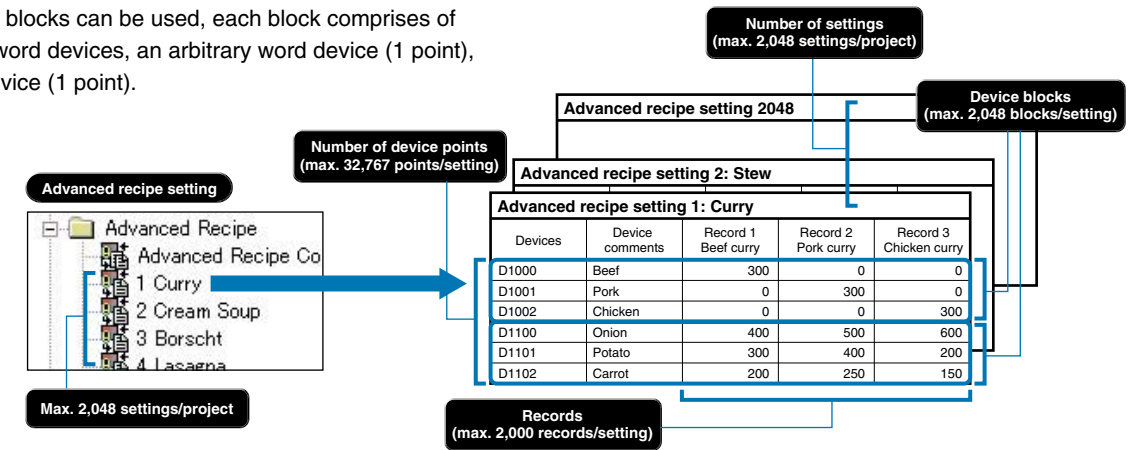 blocks can be used, each block comprises of
word devices, an arbitrary word device (1 point),
vice (1 point).
Number of settings
(max. 2,048 settings/project)
Device blocks
(max. 2,048 blocks/setting)
Number of device points
(max. 32,767 points/setting)
Advanced recipe setting 2048
Advanced recipe setting 2: Stew
Advanced recipe setting 1: Curry
Devices Device comments Record 1 Beef curry Record 2 Pork curry Record 3 Chicken curry
D1000 Beef 300 0 0
D1001 Pork 0 300 0
D1002 Chicken 0 0 300
D1100 Onion 400 500 600
D1101 Potato 300 400 200
D1102 Carrot 200 250 150
Records
(max. 2,000 records/setting)
Advanced recipe setting
Advanced Recipe
Advanced Recipe Co
1 Curry
2 Cream Soup
3 Borscht
4 Lasagna
Max. 2,048 settings/project